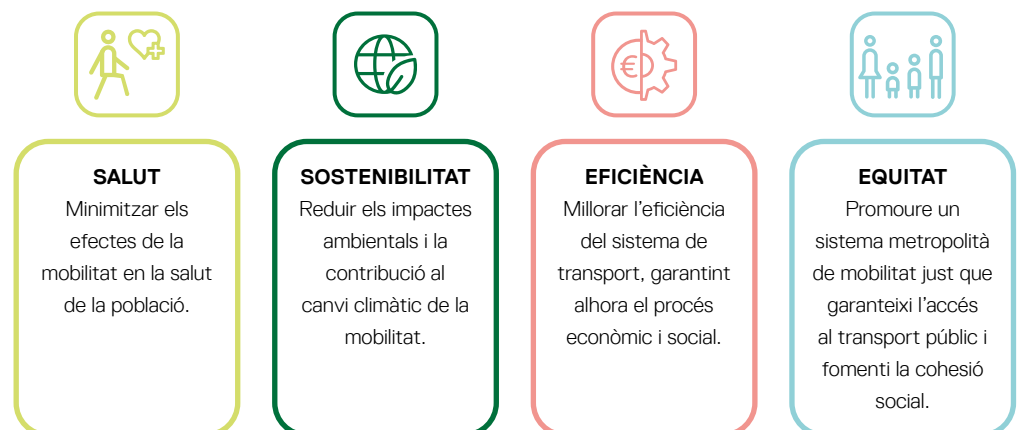 SALUT
Minimitzar els
efectes de la
mobilitat en la salut
de la població.
SOSTENIBILITAT
Reduir els impactes
ambientals i la
contribució al
canvi climàtic de la
mobilitat.
EFICIÈNCIA
Millorar l’eficiència
del sistema de
transport, garantint
alhora el procés
econòmic i social.
EQUITAT
Promoure un
sistema metropolità
de mobilitat just que
garanteixi l’accés
al transport públic i
fomenti la cohesió
social.
€